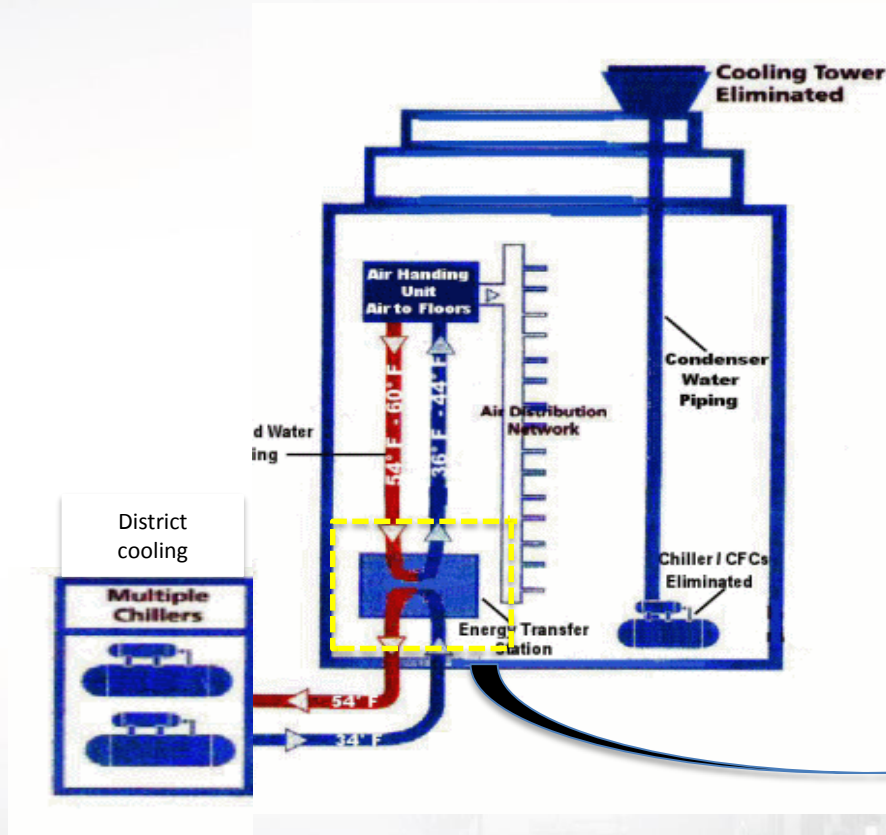 Cooling Tower
Eliminated
Air Handing
Unit
Air to Floors
54° F - 60° F
36° F -44° F
Condenser
Water
Piping
Air Distribution
Network
d Water
ing
District
cooling
Multiple
Chillers
Chiller / CFCs
Eliminated
Energy Transfer
Station
54° F
34° F